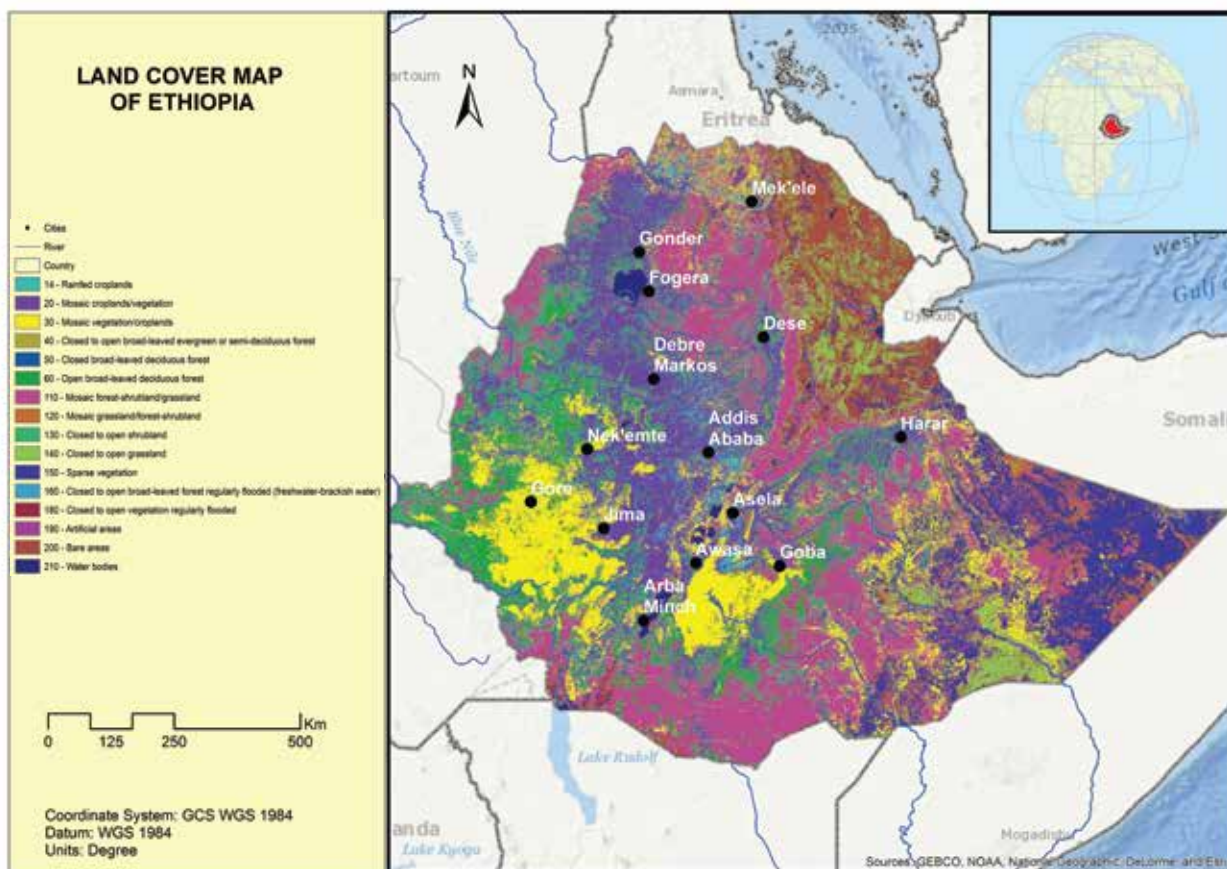 LAND COVER MAP
OF ETHIOPIA
Cities
River
Country
14 - Rainfed croplands
20 - Mosaic croplands/vegetation
30 - Mosaic vegetation/croplands
40 - Closed to open broad-leaved evergreen or semi-deciduous forest
50 - Closed broad-leaved deciduous forest
60 - Open broad-leaved deciduous forest
110 - Mosaic forest-shrubland/grassland
120 - Mosaic grassland/forest-shrubland
130 - Closed to open shrubland
140 - Closed to open grassland
150 - Sparse vegetation
160 - Closed to open broad-leaved forest regularly flooded (freshwater-brackish water)
180 - Closed to open vegetation regularly flooded
190 - Artificial areas
200 - Bare areas
210 - Water bodies
Km
0 125 250 500
Coordinate System: GCS WGS 1984
Datum: WGS 1984
Units: Degree
N
artoum
Asmara
Eritrea
2035
Blue Nile
Mek'ele
Gonder
Fogera
Dese
Debre
Markos
Addis
Ababa
Nek'emte
Harar
Gore
Jima
Asela
Awasa
Goba
Arba
Minch
Djibouti
West S
Gulf
Somali
Lake Rudolf
anda
Lake Kyoga
Mogadishu
Sources: GEBCO, NOAA, National Geographic, DeLorme, and Esri